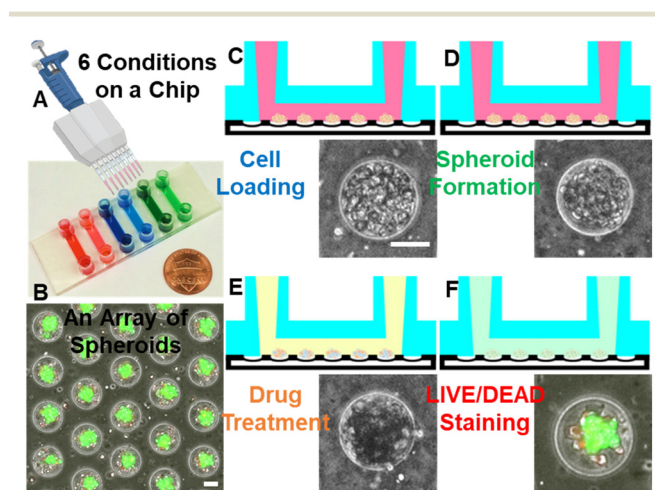 6 Conditions
on a Chip
A
B
An Array of
Spheroids
C
Cell
Loading
D
Spheroid
Formation
E
Drug
Treatment
F
LIVE/DEAD
Staining